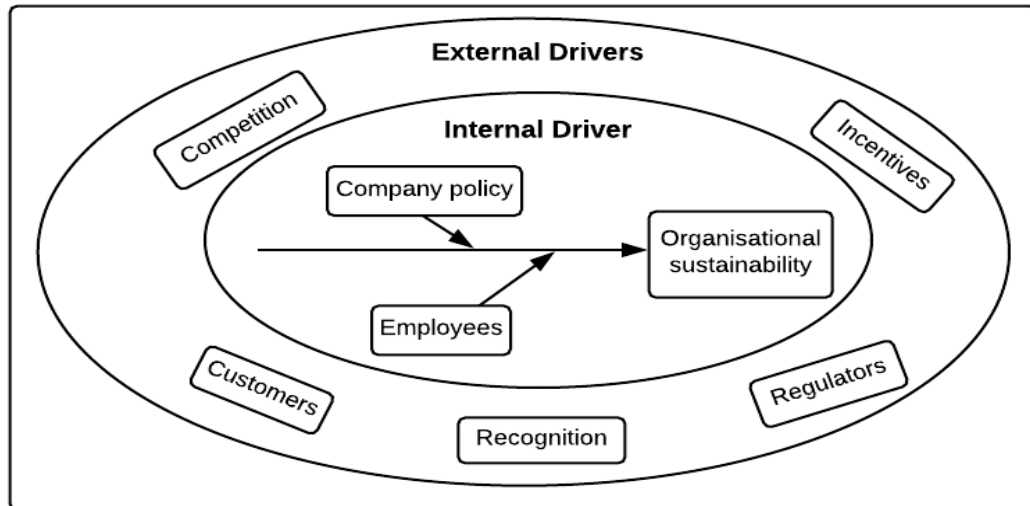 External Drivers
Competition
Incentives
Internal Driver
Company policy
Organisational
sustainability
Employees
Customers
Recognition
Regulators